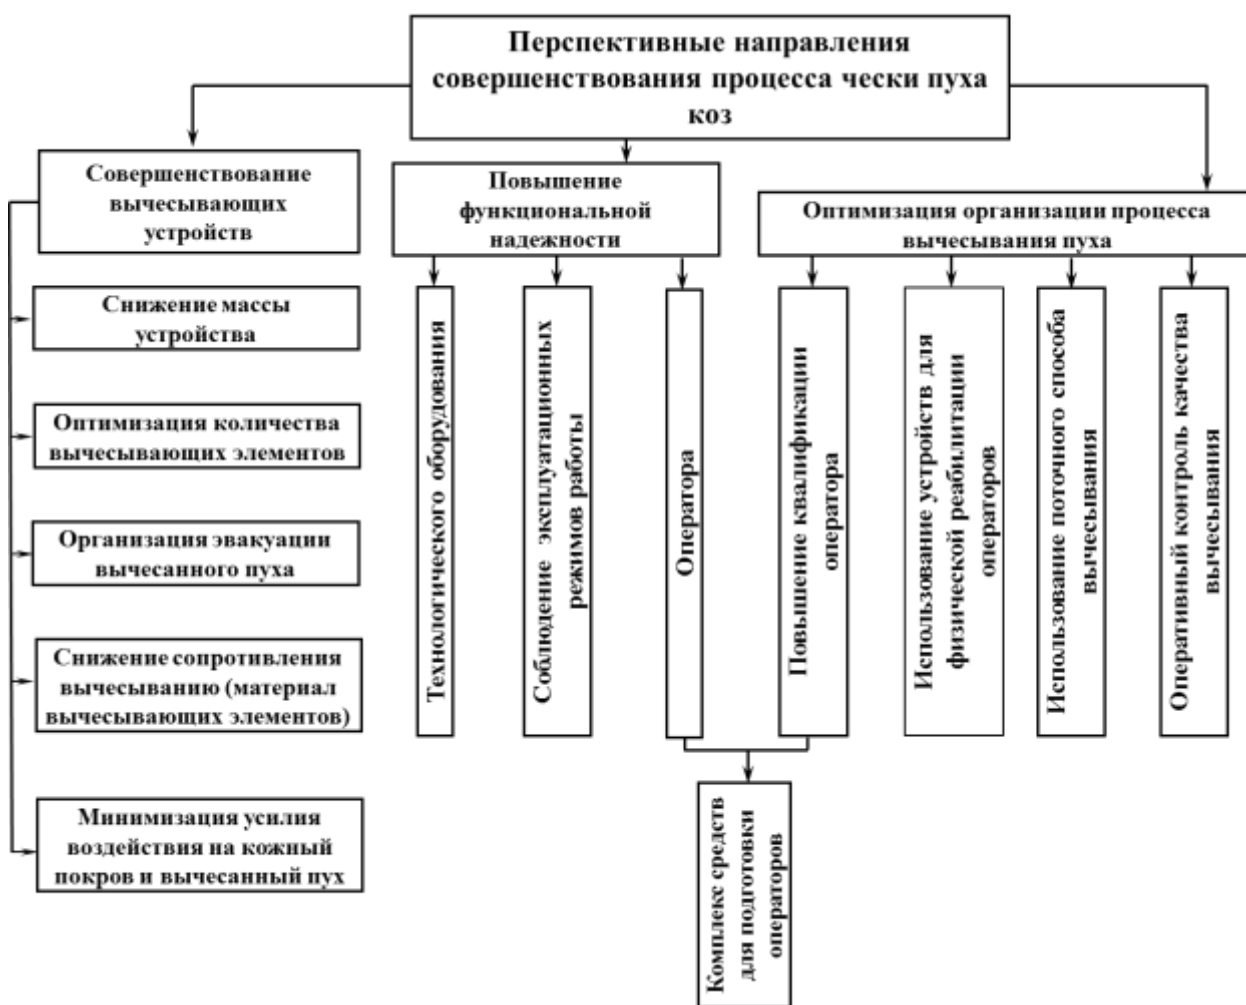 Перспективные направления
совершенствования процесса чески пуха
коз
Совершенствование
вычесывающих
устройств
Снижение массы
устройства
Оптимизация количества
вычесывающих элементов
Организация эвакуации
вычесанного пуха
Снижение сопротивления
вычесыванию (материал
вычесывающих элементов)
Минимизация усилия
воздействия на кожный
покров и вычесанный пух
Повышение
функциональной
надежности
Технологического оборудования
Соблюдение эксплуатационных
режимов работы
Оператора
Оптимизация организации процесса
вычесывания пуха
Повышение квалификации
оператора
Использование устройств для
физической реабилитации
операторов
Использование поточного способа
вычесывания
Оперативный контроль качества
вычесывания
Комплекс средств
для подготовки
операторов